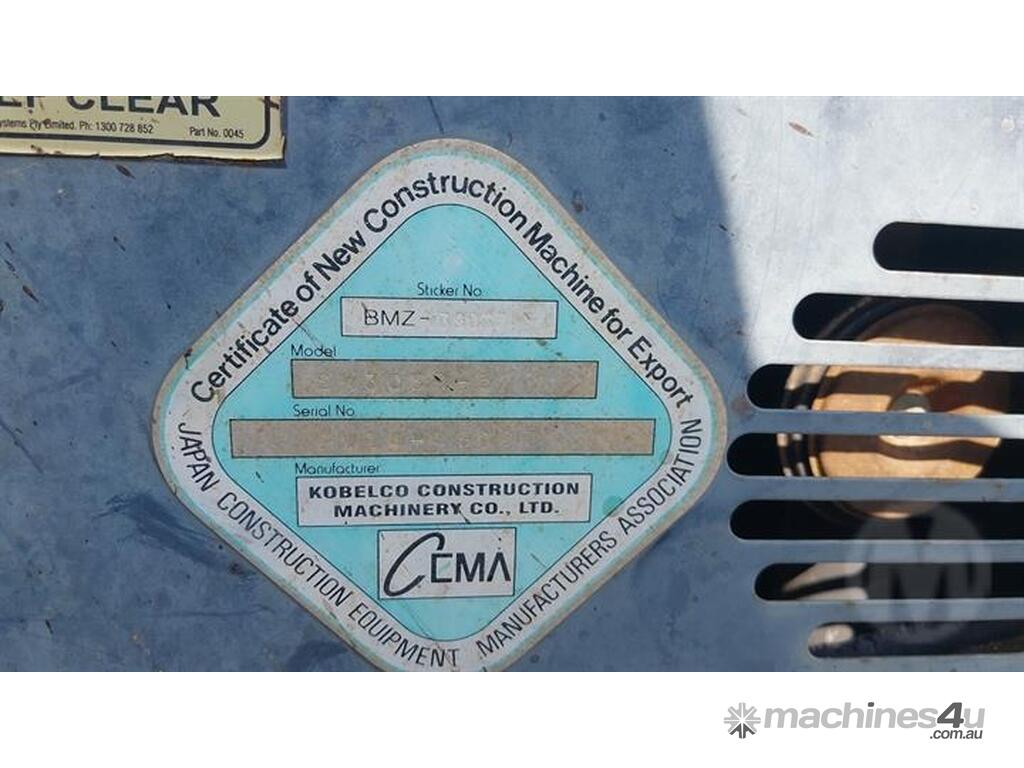 CLEAR
Systems Pty Limited. Ph: 1300 728 852
Part No. 0045
Certificate of New Construction Machine for Export
Sticker No.
BMZ-
Model
Serial No.
Manufacturer
KOBELCO CONSTRUCTION
MACHINERY CO., LTD.
CEMA
JAPAN CONSTRUCTION EQUIPMENT MANUFACTURERS ASSOCIATION
M
machines4u
.com.au